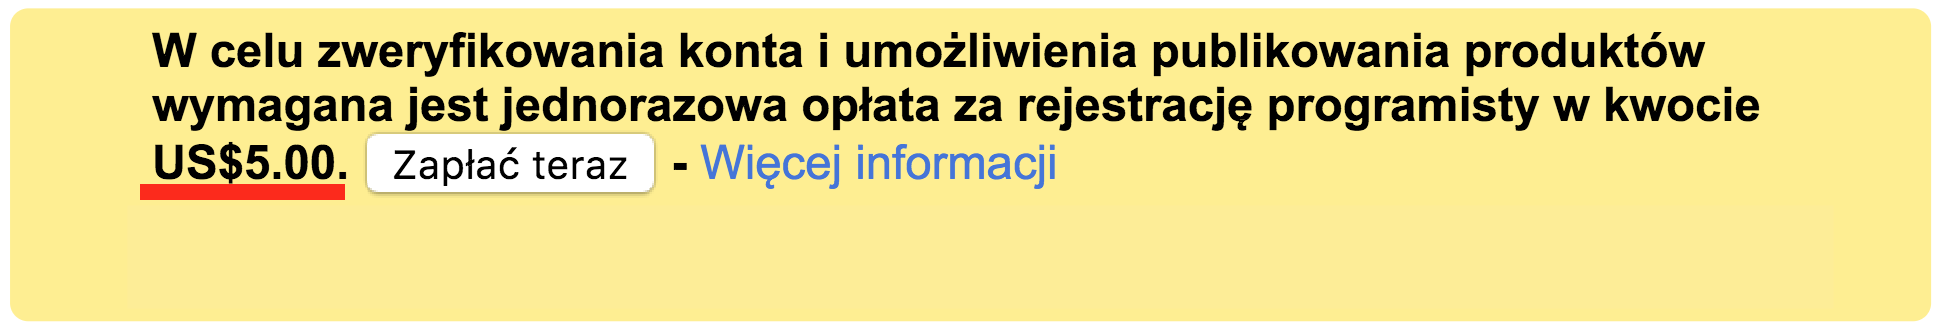 W celu zweryfikowania konta i umożliwienia publikowania produktów
wymagana jest jednorazowa opłata za rejestrację programisty w kwocie
US$5.00. Zapłać teraz - Więcej informacji